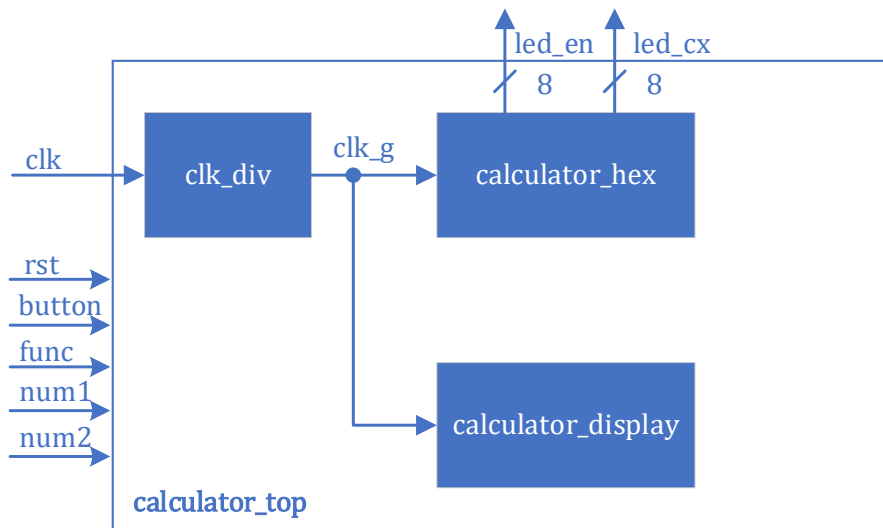 led_en
led_cx
8
8
clk
clk_div
clk_g
calculator_hex
rst
button
func
num1
num2
calculator_display
calculator_top